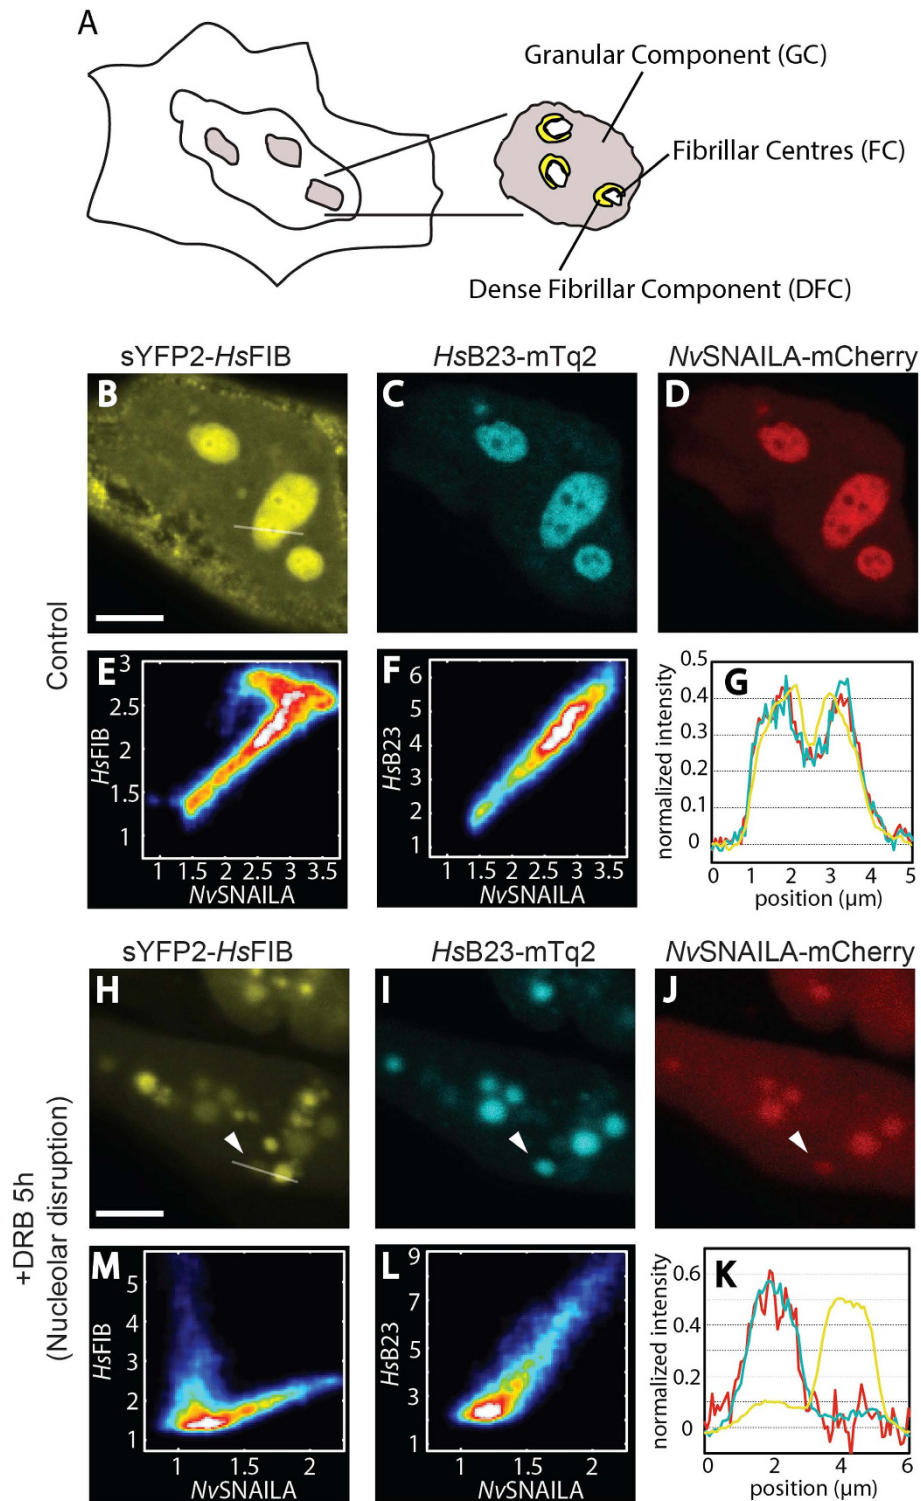 A
Granular Component (GC)
Fibrillar Centres (FC)
Dense Fibrillar Component (DFC)
sYFP2-HsFIB
HsB23-mTq2
NvSNAILA-mCherry
Control
B
C
D
E
3
2.5
2
1.5
1
HsFIB
1
1.5
2
2.5
3
3.5
NvSNAILA
F
6
5
4
3
2
1
HsB23
1
1.5
2
2.5
3
3.5
NvSNAILA
G
0.5
0.4
0.3
0.2
0.1
0
normalized intensity
0
1
2
3
4
5
position (µm)
sYFP2-HsFIB
HsB23-mTq2
NvSNAILA-mCherry
+DRB 5h
(Nucleolar disruption)
H
I
J
M
5
4
3
2
1
HsFIB
1
1.5
2
NvSNAILA
L
9
7
5
3
1
HsB23
1
1.5
2
NvSNAILA
K
0.6
0.4
0.2
0
normalized intensity
0
2
4
6
position (µm)